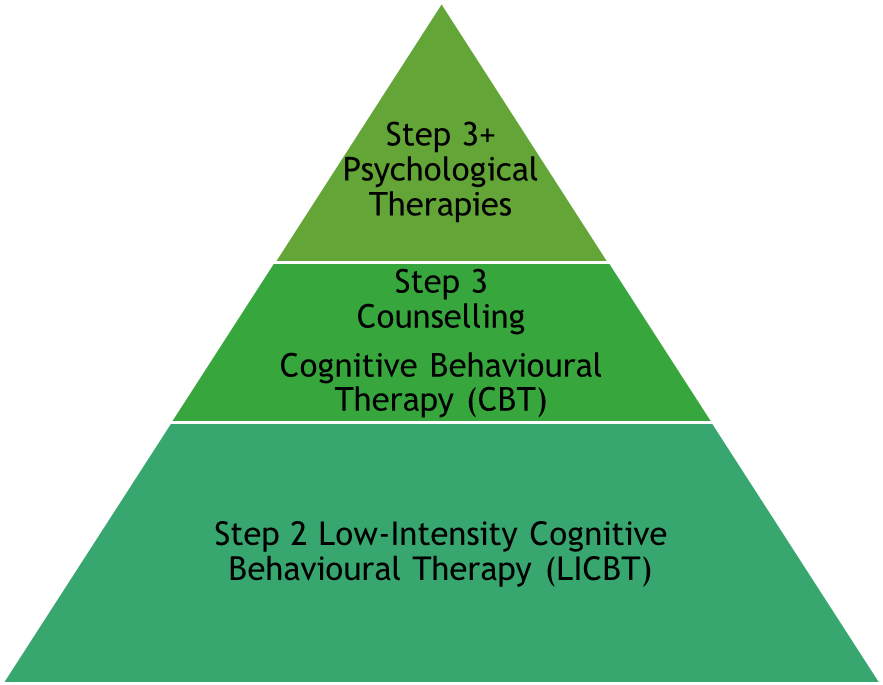 Step 3+
Psychological
Therapies
Step 3
Counselling
Cognitive Behavioural
Therapy (CBT)
Step 2 Low-Intensity Cognitive
Behavioural Therapy (LICBT)